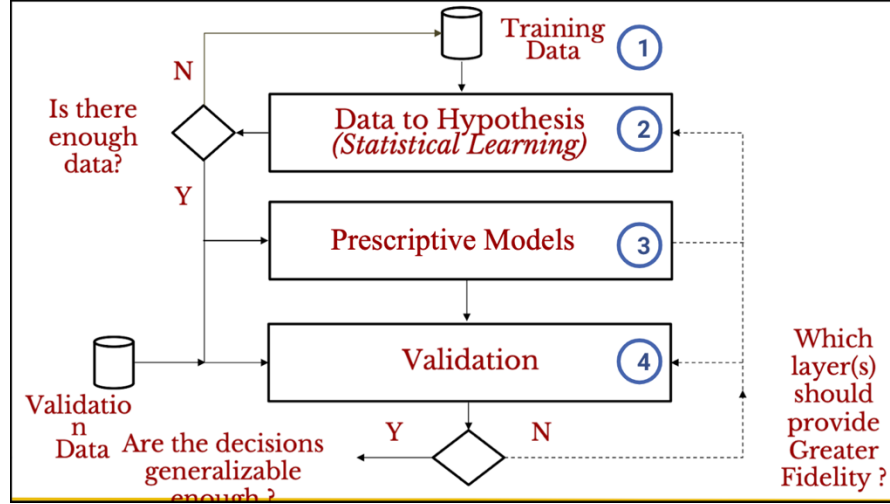 Training
Data
1
N
Is there
enough
data?
Data to Hypothesis
(Statistical Learning)
2
Y
Prescriptive Models
3
Validation
4
Validatio
n
Data
Which
layer(s)
should
provide
Greater
Fidelity ?
Y
N
Are the decisions
generalizable
enough ?